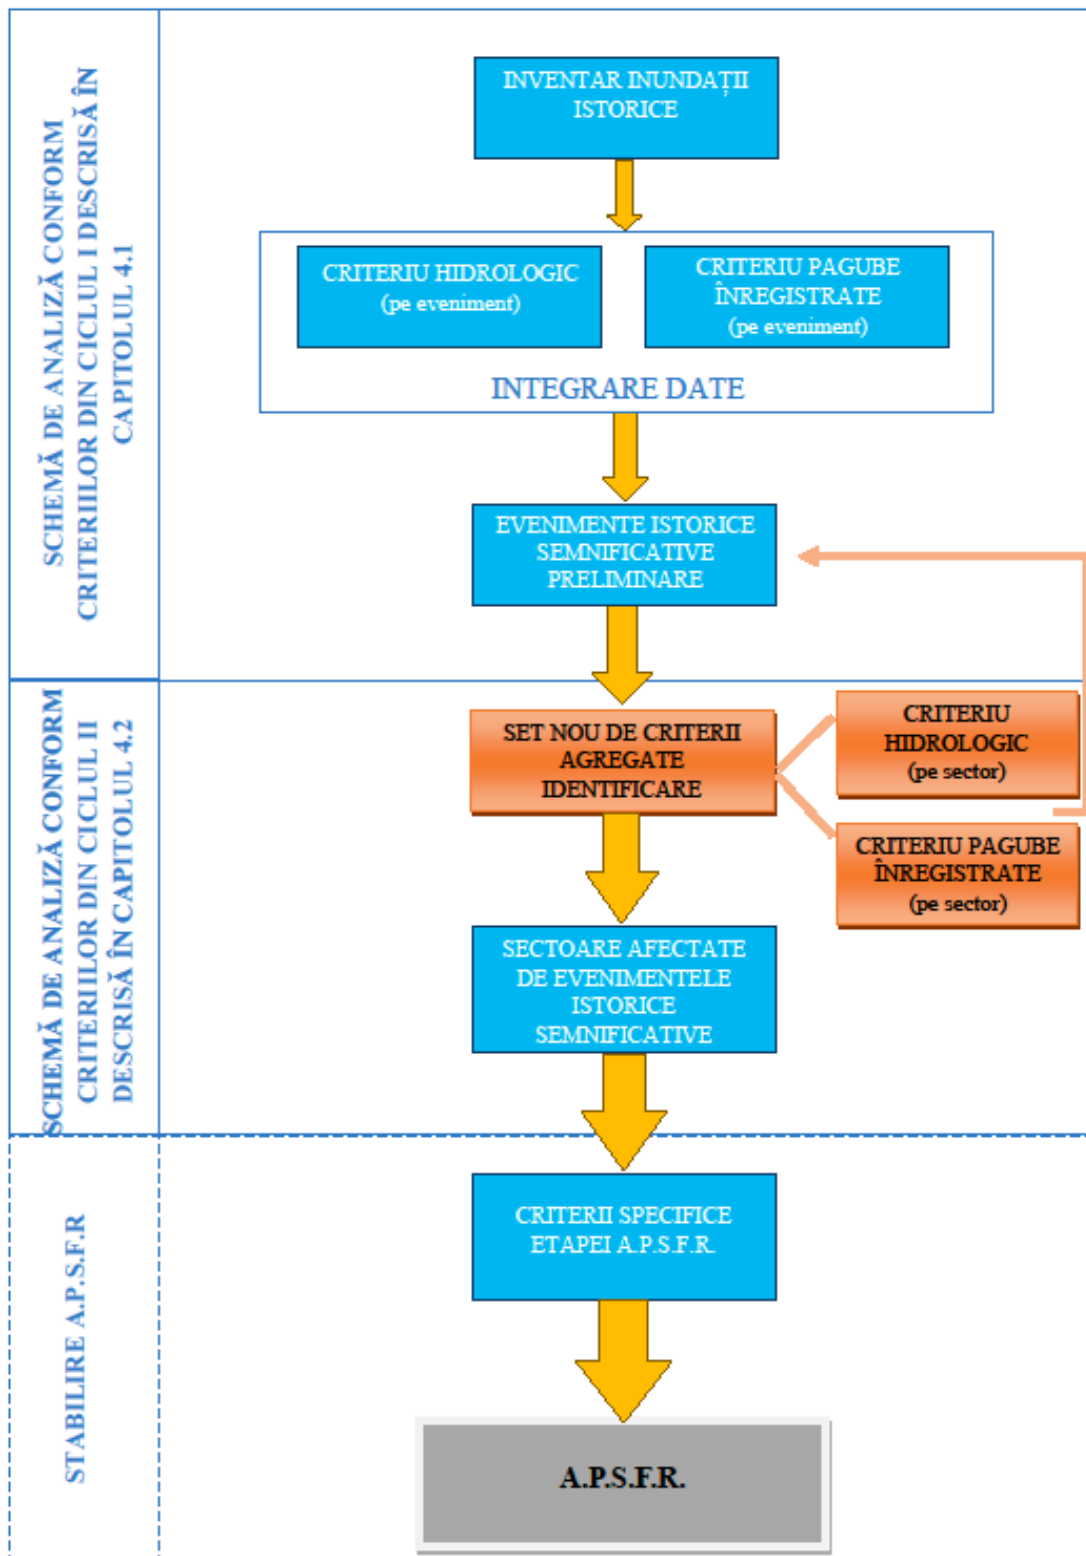 SCHEMĂ DE ANALIZĂ CONFORM
CRITERIILOR DIN CICLUL I DESCRISĂ ÎN
CAPITOLUL 4.1
INVENTAR INUNDAȚII
ISTORICE
CRITERIU HIDROLOGIC
(pe eveniment)
CRITERIU PAGUBE
ÎNREGISTRATE
(pe eveniment)
INTEGRARE DATE
EVENIMENTE ISTORICE
SEMNIFICATIVE
PRELIMINARE
SCHEMĂ DE ANALIZĂ CONFORM
CRITERIILOR DIN CICLUL II
DESCRISĂ ÎN CAPITOLUL 4.2
SET NOU DE CRITERII
AGREGATE
IDENTIFICARE
CRITERIU
HIDROLOGIC
(pe sector)
CRITERIU PAGUBE
ÎNREGISTRATE
(pe sector)
SECTOARE AFECTATE
DE EVENIMENTELE
ISTORICE
SEMNIFICATIVE
STABILIRE A.P.S.F.R
CRITERII SPECIFICE
ETAPEI A.P.S.F.R.
A.P.S.F.R.